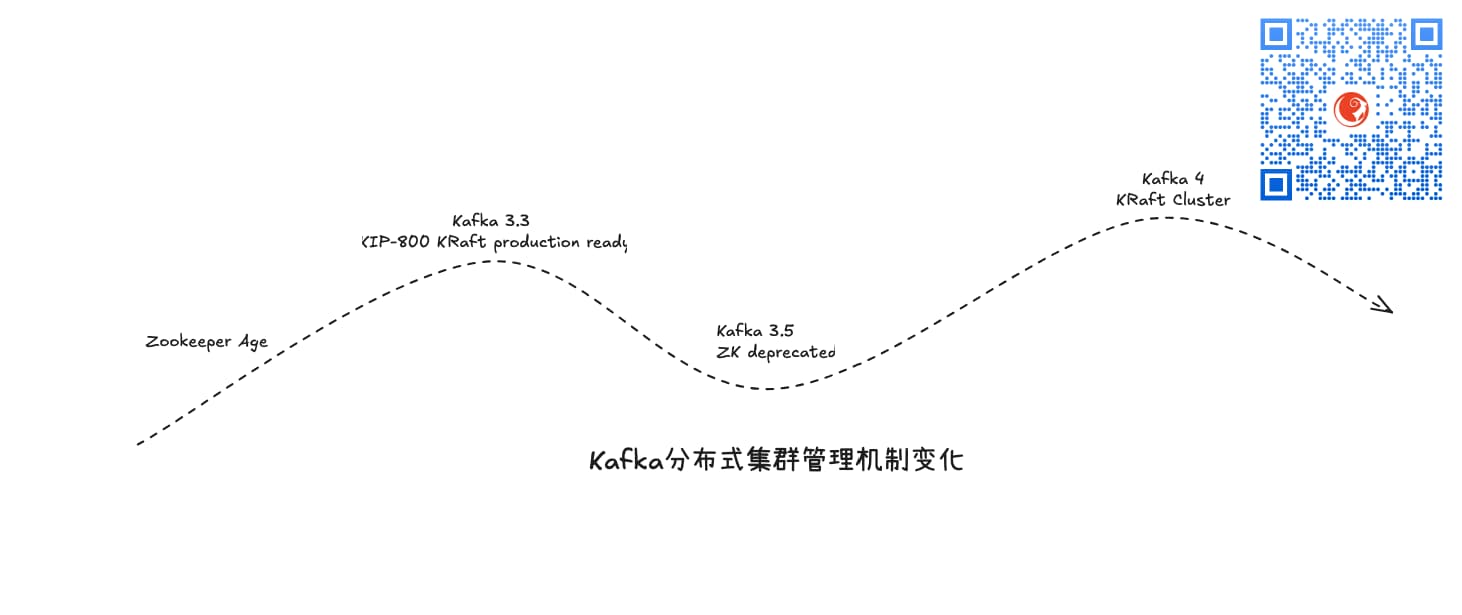 Kafka 4
KRaft Cluster
Kafka 3.3
KIP-800 KRaft production ready
Kafka 3.5
ZK deprecated
Zookeeper Age
Kafka分布式集群管理机制变化